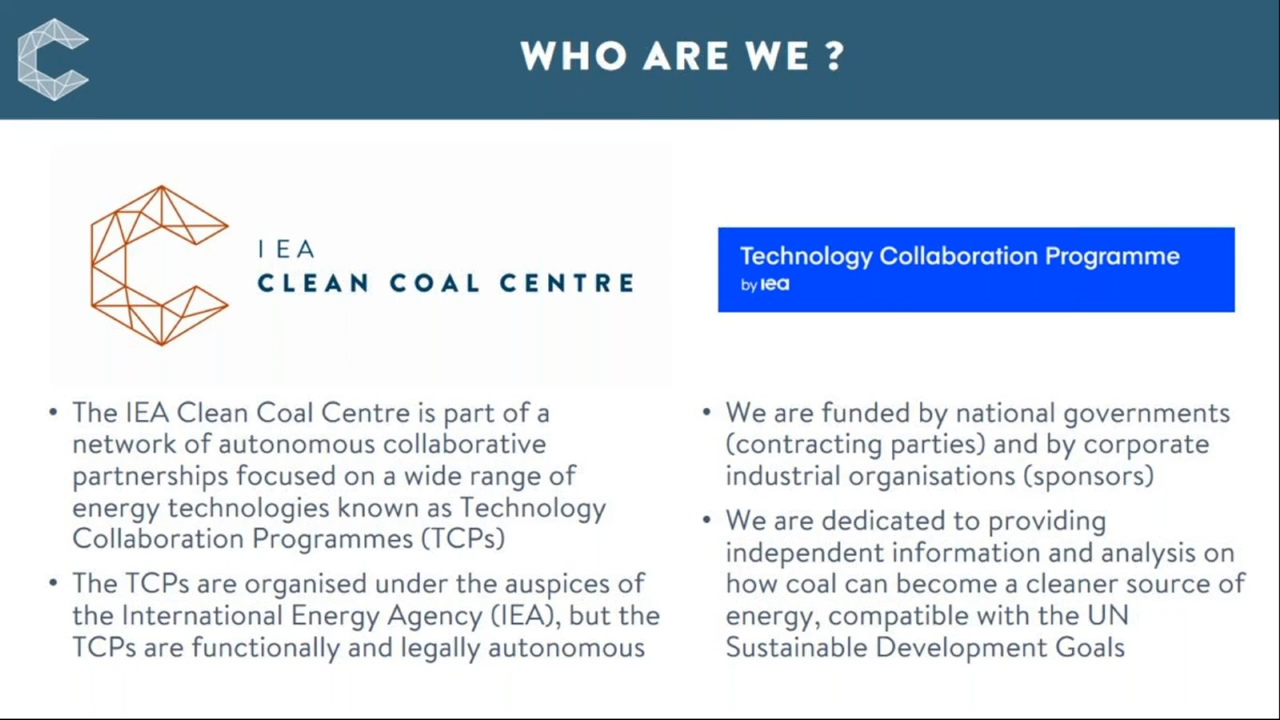 WHO ARE WE ?
IEA
CLEAN COAL CENTRE
Technology Collaboration Programme
by iea
• The IEA Clean Coal Centre is part of a
network of autonomous collaborative
partnerships focused on a wide range of
energy technologies known as Technology
Collaboration Programmes (TCPs)
• The TCPs are organised under the auspices of
the International Energy Agency (IEA), but the
TCPs are functionally and legally autonomous
• We are funded by national governments
(contracting parties) and by corporate
industrial organisations (sponsors)
• We are dedicated to providing
independent information and analysis on
how coal can become a cleaner source of
energy, compatible with the UN
Sustainable Development Goals